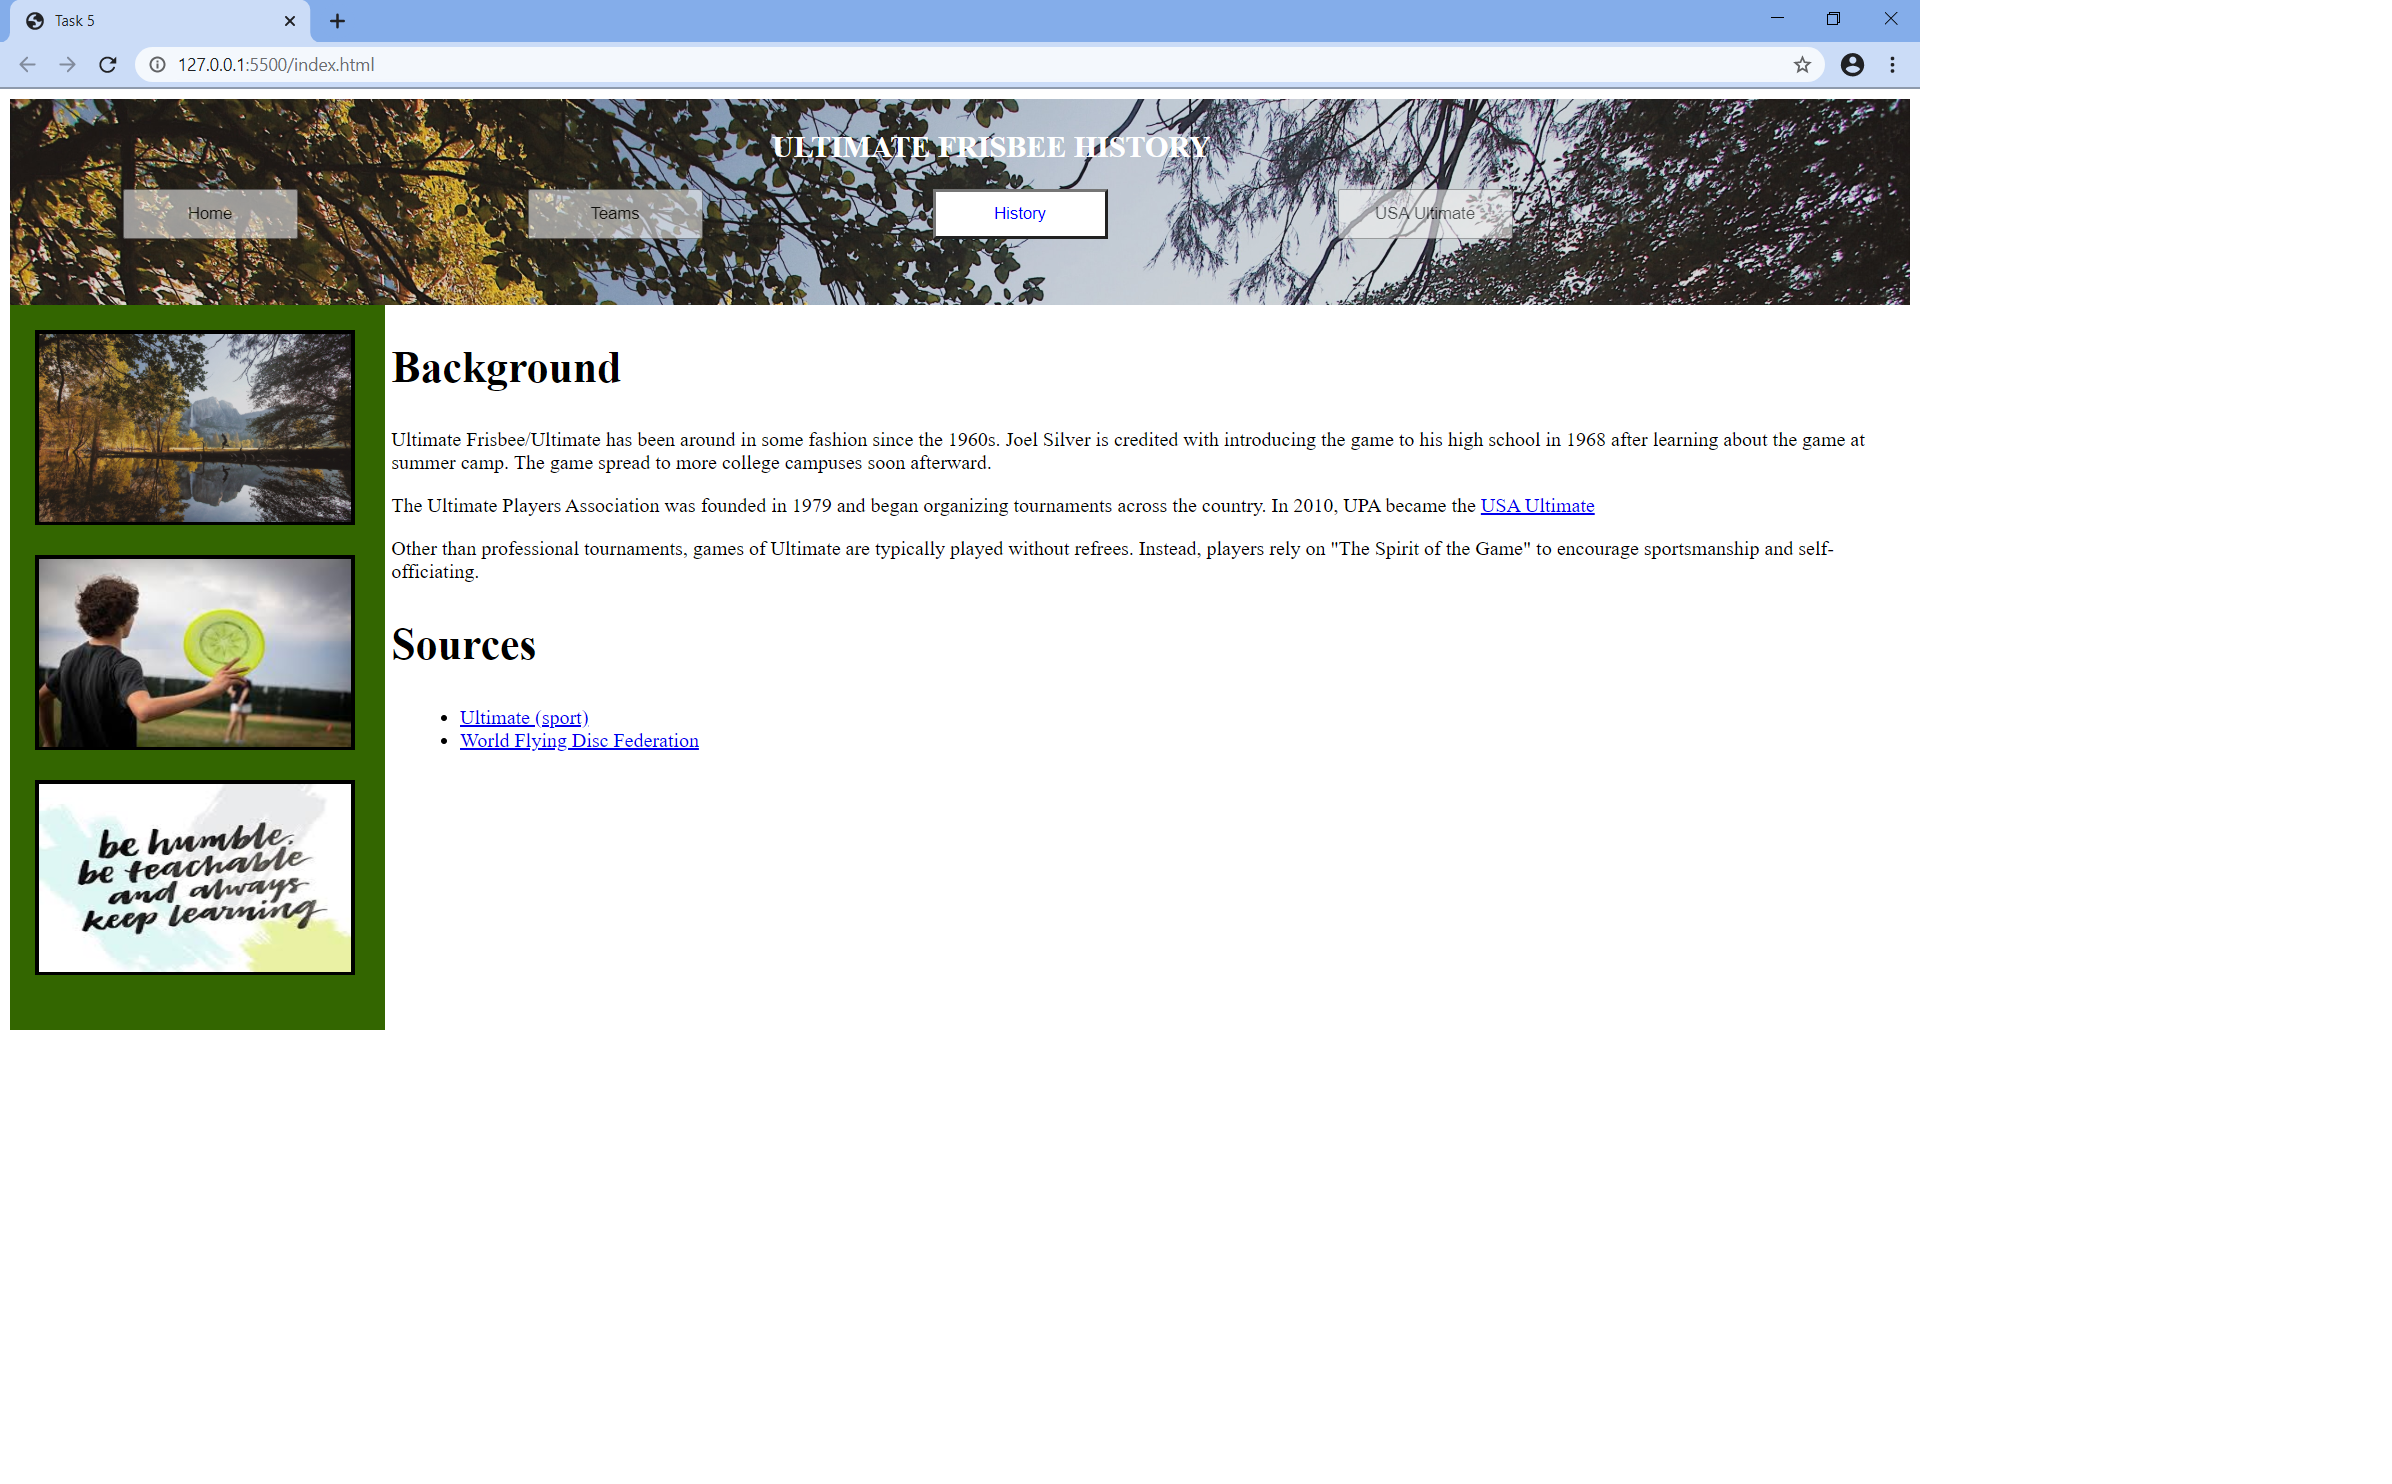 Task 5
127.0.0.1:5500/index.html
ULTIMATE FRISBEE HISTORY
Home
Teams
History
USA Ultimate
Background
Ultimate Frisbee/Ultimate has been around in some fashion since the 1960s. Joel Silver is credited with introducing the game to his high school in 1968 after learning about the game at
summer camp. The game spread to more college campuses soon afterward.
The Ultimate Players Association was founded in 1979 and began organizing tournaments across the country. In 2010, UPA became the USA Ultimate
Other than professional tournaments, games of Ultimate are typically played without refrees. Instead, players rely on "The Spirit of the Game" to encourage sportsmanship and self-
officiating.
Sources
Ultimate (sport)
World Flying Disc Federation
be humble.
be teachable
and always
keep learning